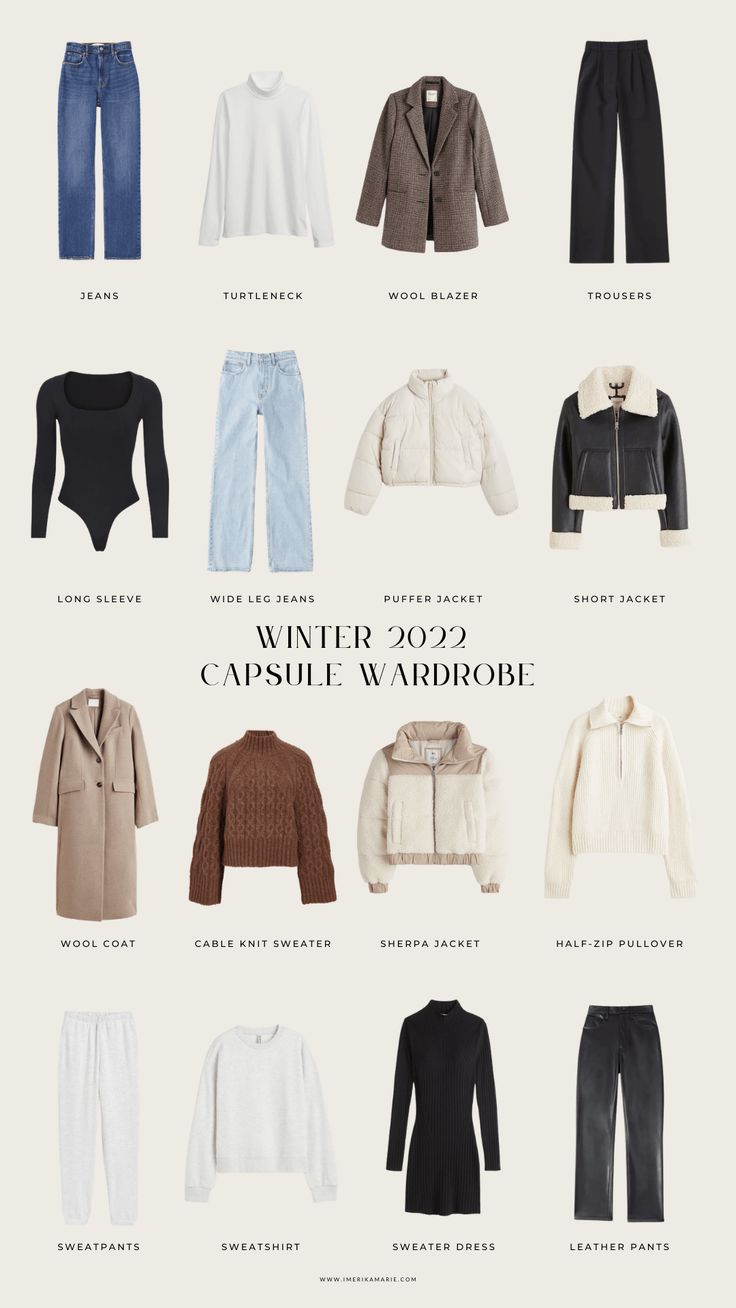 JEANS
TURTLENECK
WOOL BLAZER
TROUSERS
LONG SLEEVE
WIDE LEG JEANS
PUFFER JACKET
SHORT JACKET
WINTER 2022
CAPSULE WARDROBE
WOOL COAT
CABLE KNIT SWEATER
SHERPA JACKET
HALF-ZIP PULLOVER
SWEATPANTS
SWEATSHIRT
SWEATER DRESS
LEATHER PANTS
WWW.IMERIKAMARIE.COM